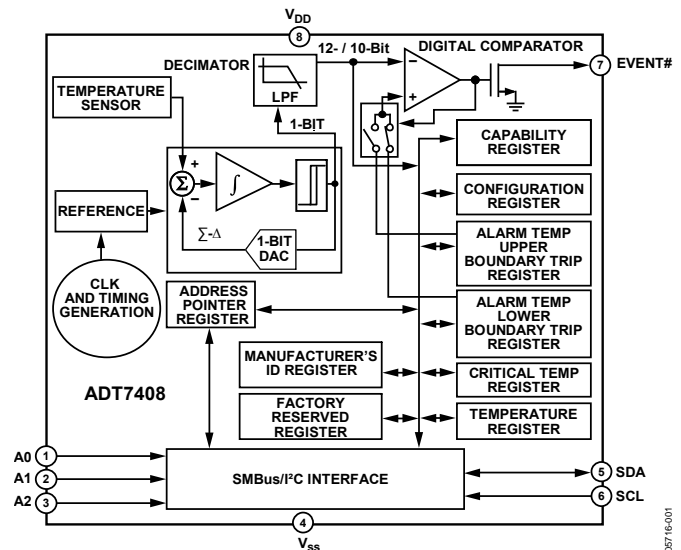 V_DD
8
12- / 10-Bit
DIGITAL COMPARATOR
7
EVENT#
DECIMATOR
LPF
1-BIT
−
+
TEMPERATURE
SENSOR
+
Σ
−
∫
Σ-Δ
1-BIT
DAC
REFERENCE
CLK
AND TIMING
GENERATION
CAPABILITY
REGISTER
CONFIGURATION
REGISTER
ALARM TEMP
UPPER
BOUNDARY TRIP
REGISTER
ADDRESS
POINTER
REGISTER
ALARM TEMP
LOWER
BOUNDARY TRIP
REGISTER
MANUFACTURER'S
ID REGISTER
CRITICAL TEMP
REGISTER
ADT7408
FACTORY
RESERVED
REGISTER
TEMPERATURE
REGISTER
A0
1
A1
2
A2
3
SMBus/I²C INTERFACE
5
SDA
6
SCL
4
V_SS
05716-001